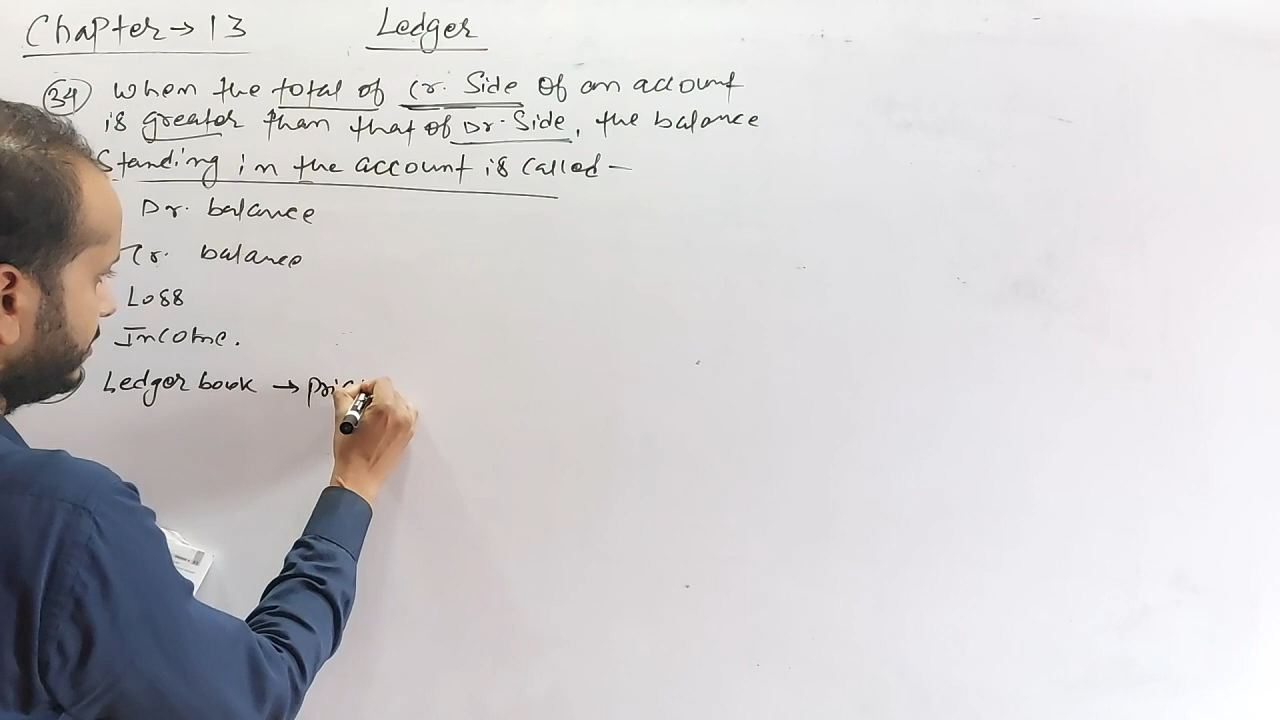 Chapter → 13
Ledger
34 When the total of Cr. Side of an account
is greater than that of Dr. Side, the balance
Standing in the account is called —
Dr. balance
Cr. balance
Loss
Income.
Ledger book →